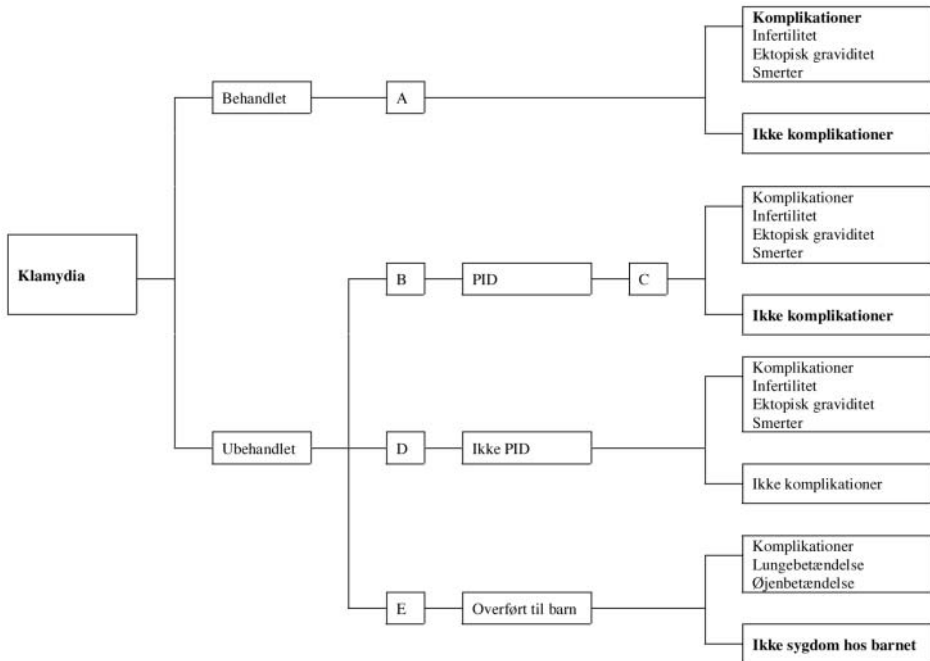 Klamydia
Behandlet
A
Komplikationer
Infertilitet
Ektopisk graviditet
Smerter
Ikke komplikationer
Ubehandlet
B
PID
C
Komplikationer
Infertilitet
Ektopisk graviditet
Smerter
Ikke komplikationer
D
Ikke PID
Komplikationer
Infertilitet
Ektopisk graviditet
Smerter
Ikke komplikationer
E
Overført til barn
Komplikationer
Lungebetændelse
Øjenbetændelse
Ikke sygdom hos barnet